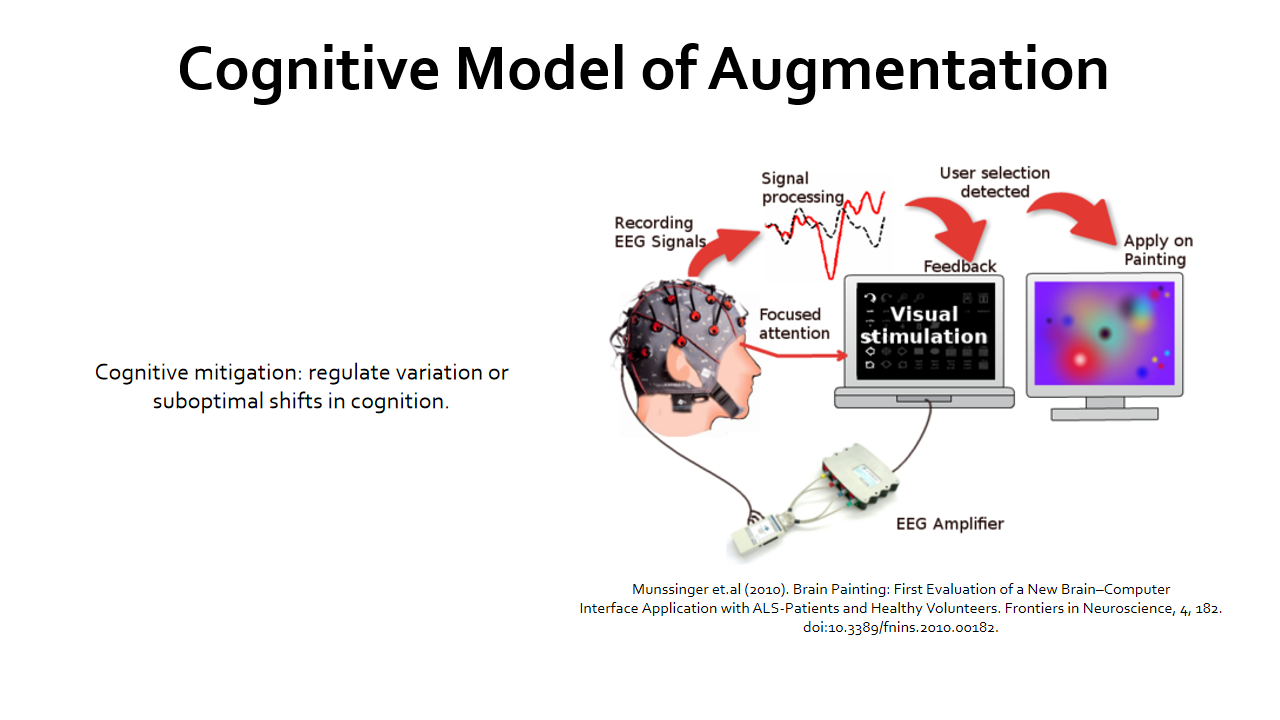 Cognitive Model of Augmentation
Cognitive mitigation: regulate variation or
suboptimal shifts in cognition.
Recording
EEG Signals
Signal
processing
User selection
detected
Feedback
Apply on
Painting
Focused
attention
Visual
stimulation
EEG Amplifier
Munssinger et.al (2010). Brain Painting: First Evaluation of a New Brain–Computer
Interface Application with ALS-Patients and Healthy Volunteers. Frontiers in Neuroscience, 4, 182.
doi:10.3389/fnins.2010.00182.